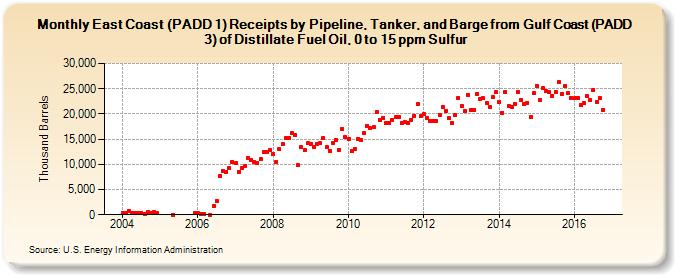 Monthly East Coast (PADD 1) Receipts by Pipeline, Tanker, and Barge from Gulf Coast (PADD
3) of Distillate Fuel Oil, 0 to 15 ppm Sulfur
Thousand Barrels
30,000
25,000
20,000
15,000
10,000
5,000
0
2004 2006 2008 2010 2012 2014 2016
Source: U.S. Energy Information Administration